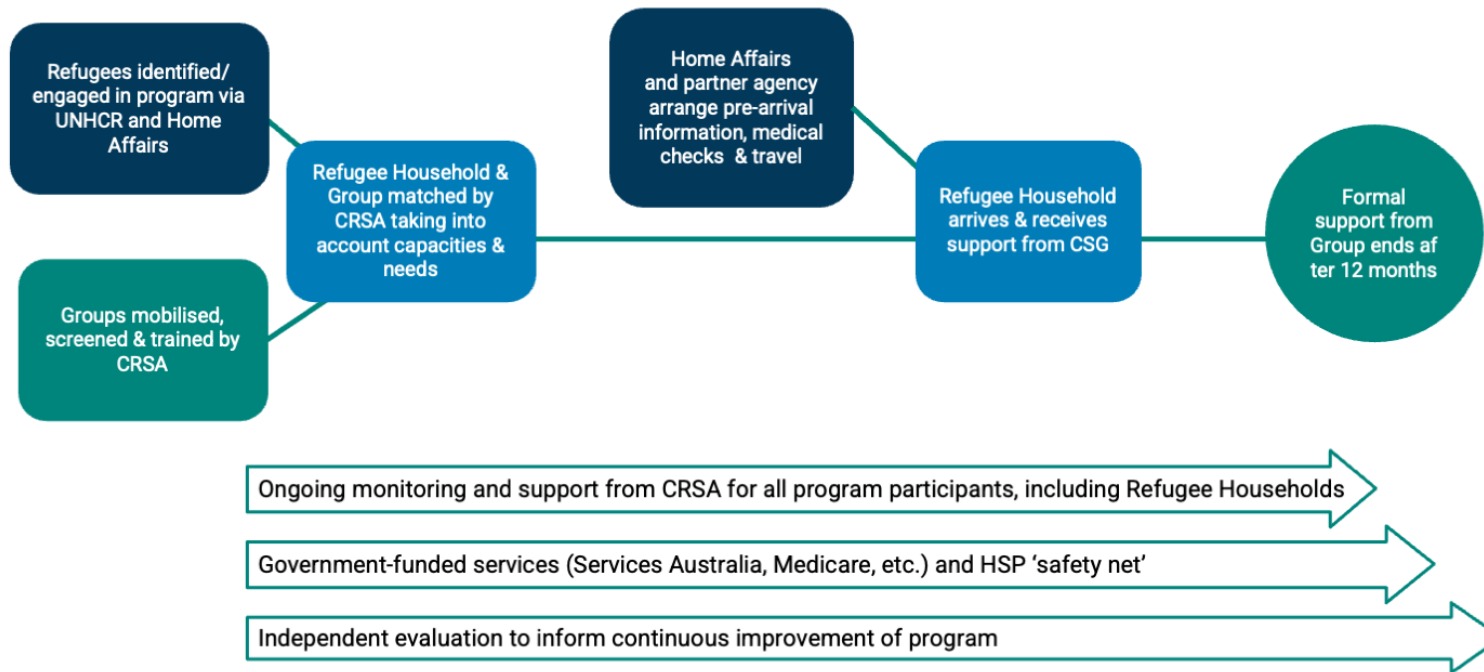 Refugees identified/
engaged in program via
UNHCR and Home
Affairs
Groups mobilised,
screened & trained by
CRSA
Refugee Household &
Group matched by
CRSA taking into
account capacities &
needs
Home Affairs
and partner agency
arrange pre-arrival
information, medical
checks & travel
Refugee Household
arrives & receives
support from CSG
Formal
support from
Group ends af
ter 12 months
Ongoing monitoring and support from CRSA for all program participants, including Refugee Households
Government-funded services (Services Australia, Medicare, etc.) and HSP ‘safety net’
Independent evaluation to inform continuous improvement of program